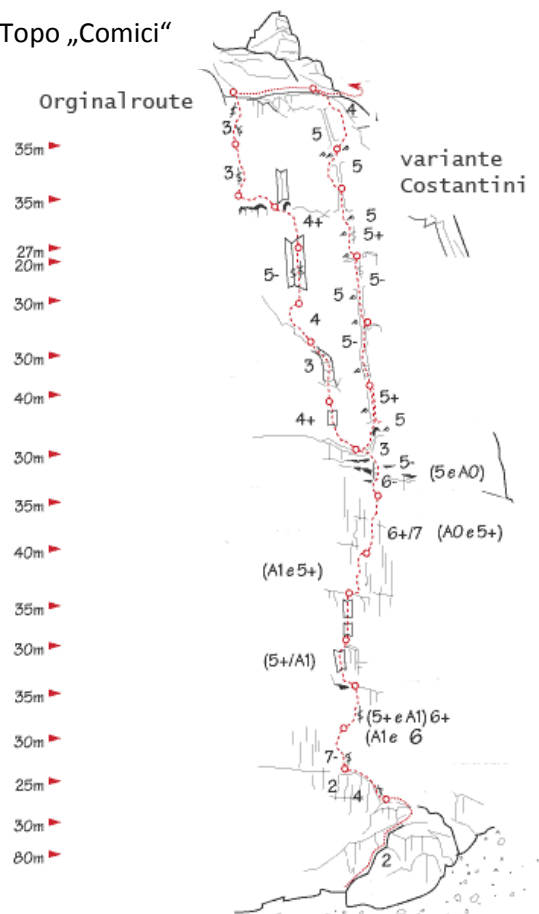 Topo „Comici“
Orginalroute
4
3
5
35m
5
variante
Costantini
3
35m
5
4+
5+
27m
20m
5-
5-
5
30m
4
5-
30m
3
5+
40m
4+
5
3
30m
5-
(5 e A0)
6-
35m
6+/7 (A0 e 5+)
40m
(A1 e 5+)
35m
30m
(5+/A1)
35m
(5+ e A1) 6+
(A1 e 6
30m
7-
2
25m
4
30m
80m
2